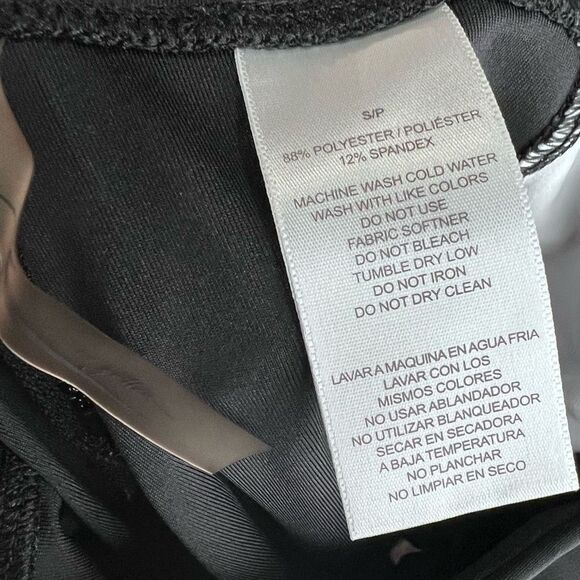 S/P
88% POLYESTER / POLIÉSTER
12% SPANDEX
MACHINE WASH COLD WATER
WASH WITH LIKE COLORS
DO NOT USE
FABRIC SOFTNER
DO NOT BLEACH
TUMBLE DRY LOW
DO NOT IRON
DO NOT DRY CLEAN
LAVAR A MAQUINA EN AGUA FRIA
LAVAR CON LOS
MISMOS COLORES
NO USAR ABLANDADOR
NO UTILIZAR BLANQUEADOR
SECAR EN SECADORA
A BAJA TEMPERATURA
NO PLANCHAR
NO LIMPIAR EN SECO